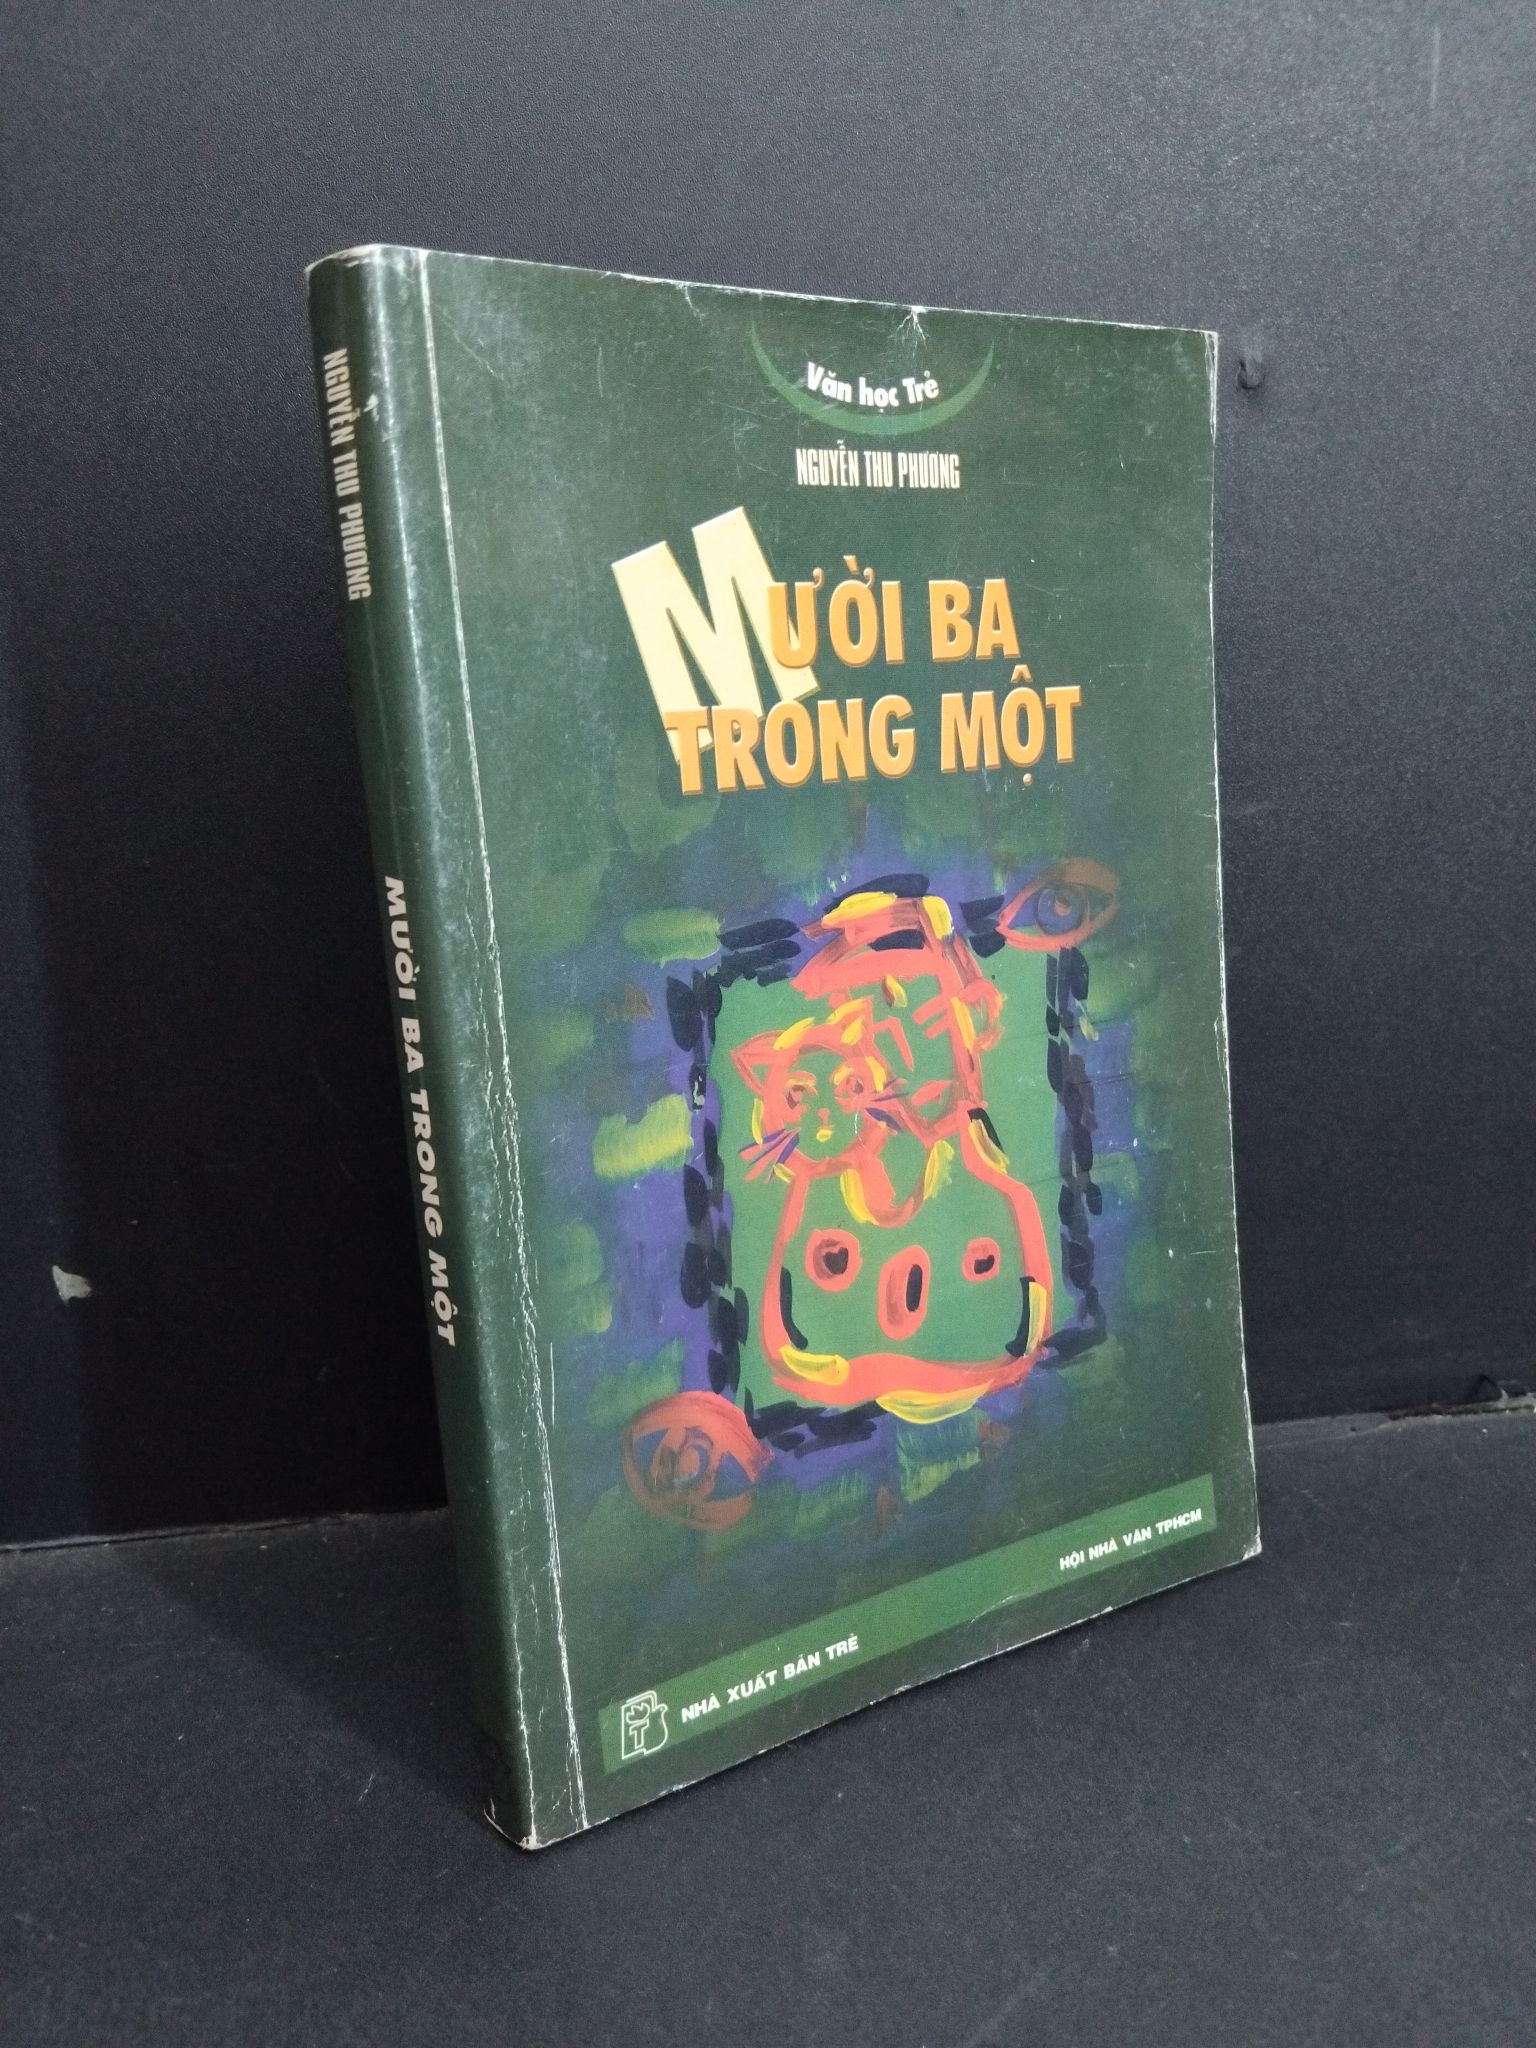 NGUYỄN THU PHƯƠNG
MƯỜI BA TRONG MỘT
Văn học Trẻ
NGUYỄN THU PHƯƠNG
MƯỜI BA
TRONG MỘT
NHÀ XUẤT BẢN TRẺ
HỘI NHÀ VĂN TPHCM